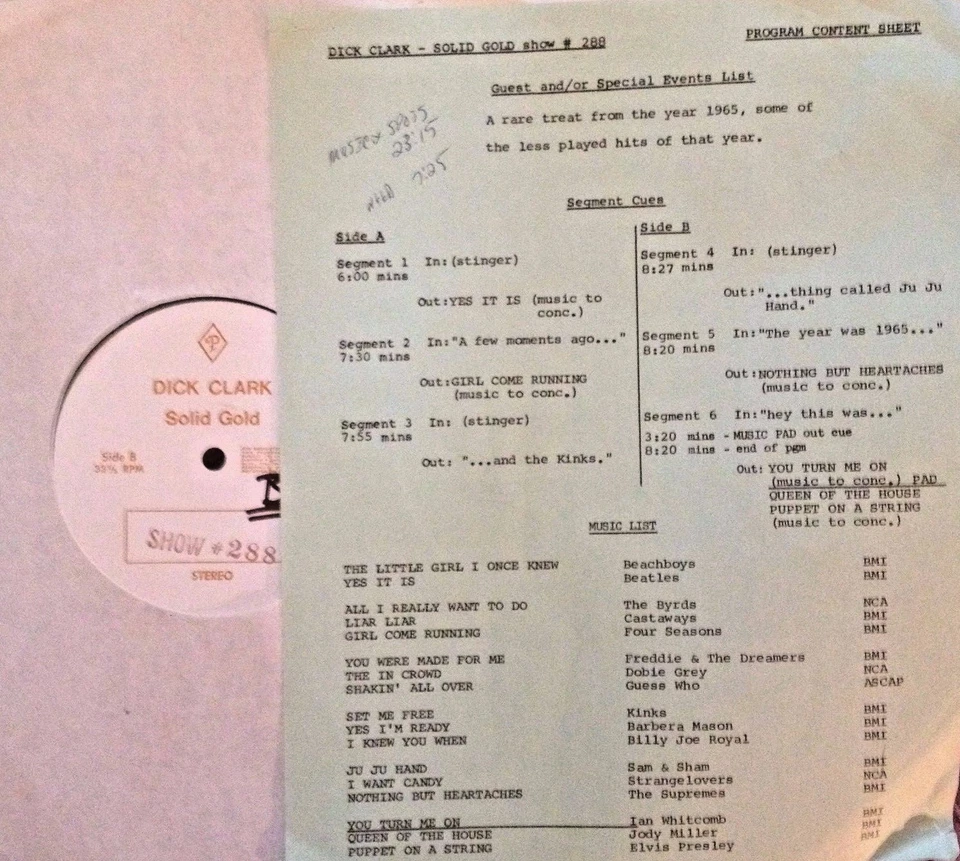 DICK CLARK - SOLID GOLD show # 288
PROGRAM CONTENT SHEET
Guest and/or Special Events List
A rare treat from the year 1965, some of
the less played hits of that year.
23:15
7:25
Segment Cues
Side A
Segment 1 In:(stinger)
6:00 mins
Out:YES IT IS (music to
conc.)
Segment 2 In:"A few moments ago..."
7:30 mins
Out:GIRL COME RUNNING
(music to conc.)
Segment 3 In: (stinger)
7:55 mins
Out: "...and the Kinks."
Side B
Segment 4 In: (stinger)
8:27 mins
Out:"...thing called Ju Ju
Hand."
Segment 5 In:"The year was 1965..."
8:20 mins
Out:NOTHING BUT HEARTACHES
(music to conc.)
Segment 6 In:"hey this was..."
3:20 mins - MUSIC PAD out cue
8:20 mins - end of pgm
Out: YOU TURN ME ON
(music to conc.) PAD
QUEEN OF THE HOUSE
PUPPET ON A STRING
(music to conc.)
MUSIC LIST
THE LITTLE GIRL I ONCE KNEW Beachboys BMI
YES IT IS Beatles BMI
ALL I REALLY WANT TO DO The Byrds NCA
LIAR LIAR Castaways BMI
GIRL COME RUNNING Four Seasons BMI
YOU WERE MADE FOR ME Freddie & The Dreamers BMI
THE IN CROWD Dobie Grey NCA
SHAKIN' ALL OVER Guess Who ASCAP
SET ME FREE Kinks BMI
YES I'M READY Barbera Mason BMI
I KNEW YOU WHEN Billy Joe Royal BMI
JU JU HAND Sam & Sham BMI
I WANT CANDY Strangelovers NCA
NOTHING BUT HEARTACHES The Supremes BMI
YOU TURN ME ON Ian Whitcomb BMI
QUEEN OF THE HOUSE Jody Miller BMI
PUPPET ON A STRING Elvis Presley BMI
DICK CLARK
Solid Gold
Side B
33⅓ RPM
SHOW #288
STEREO